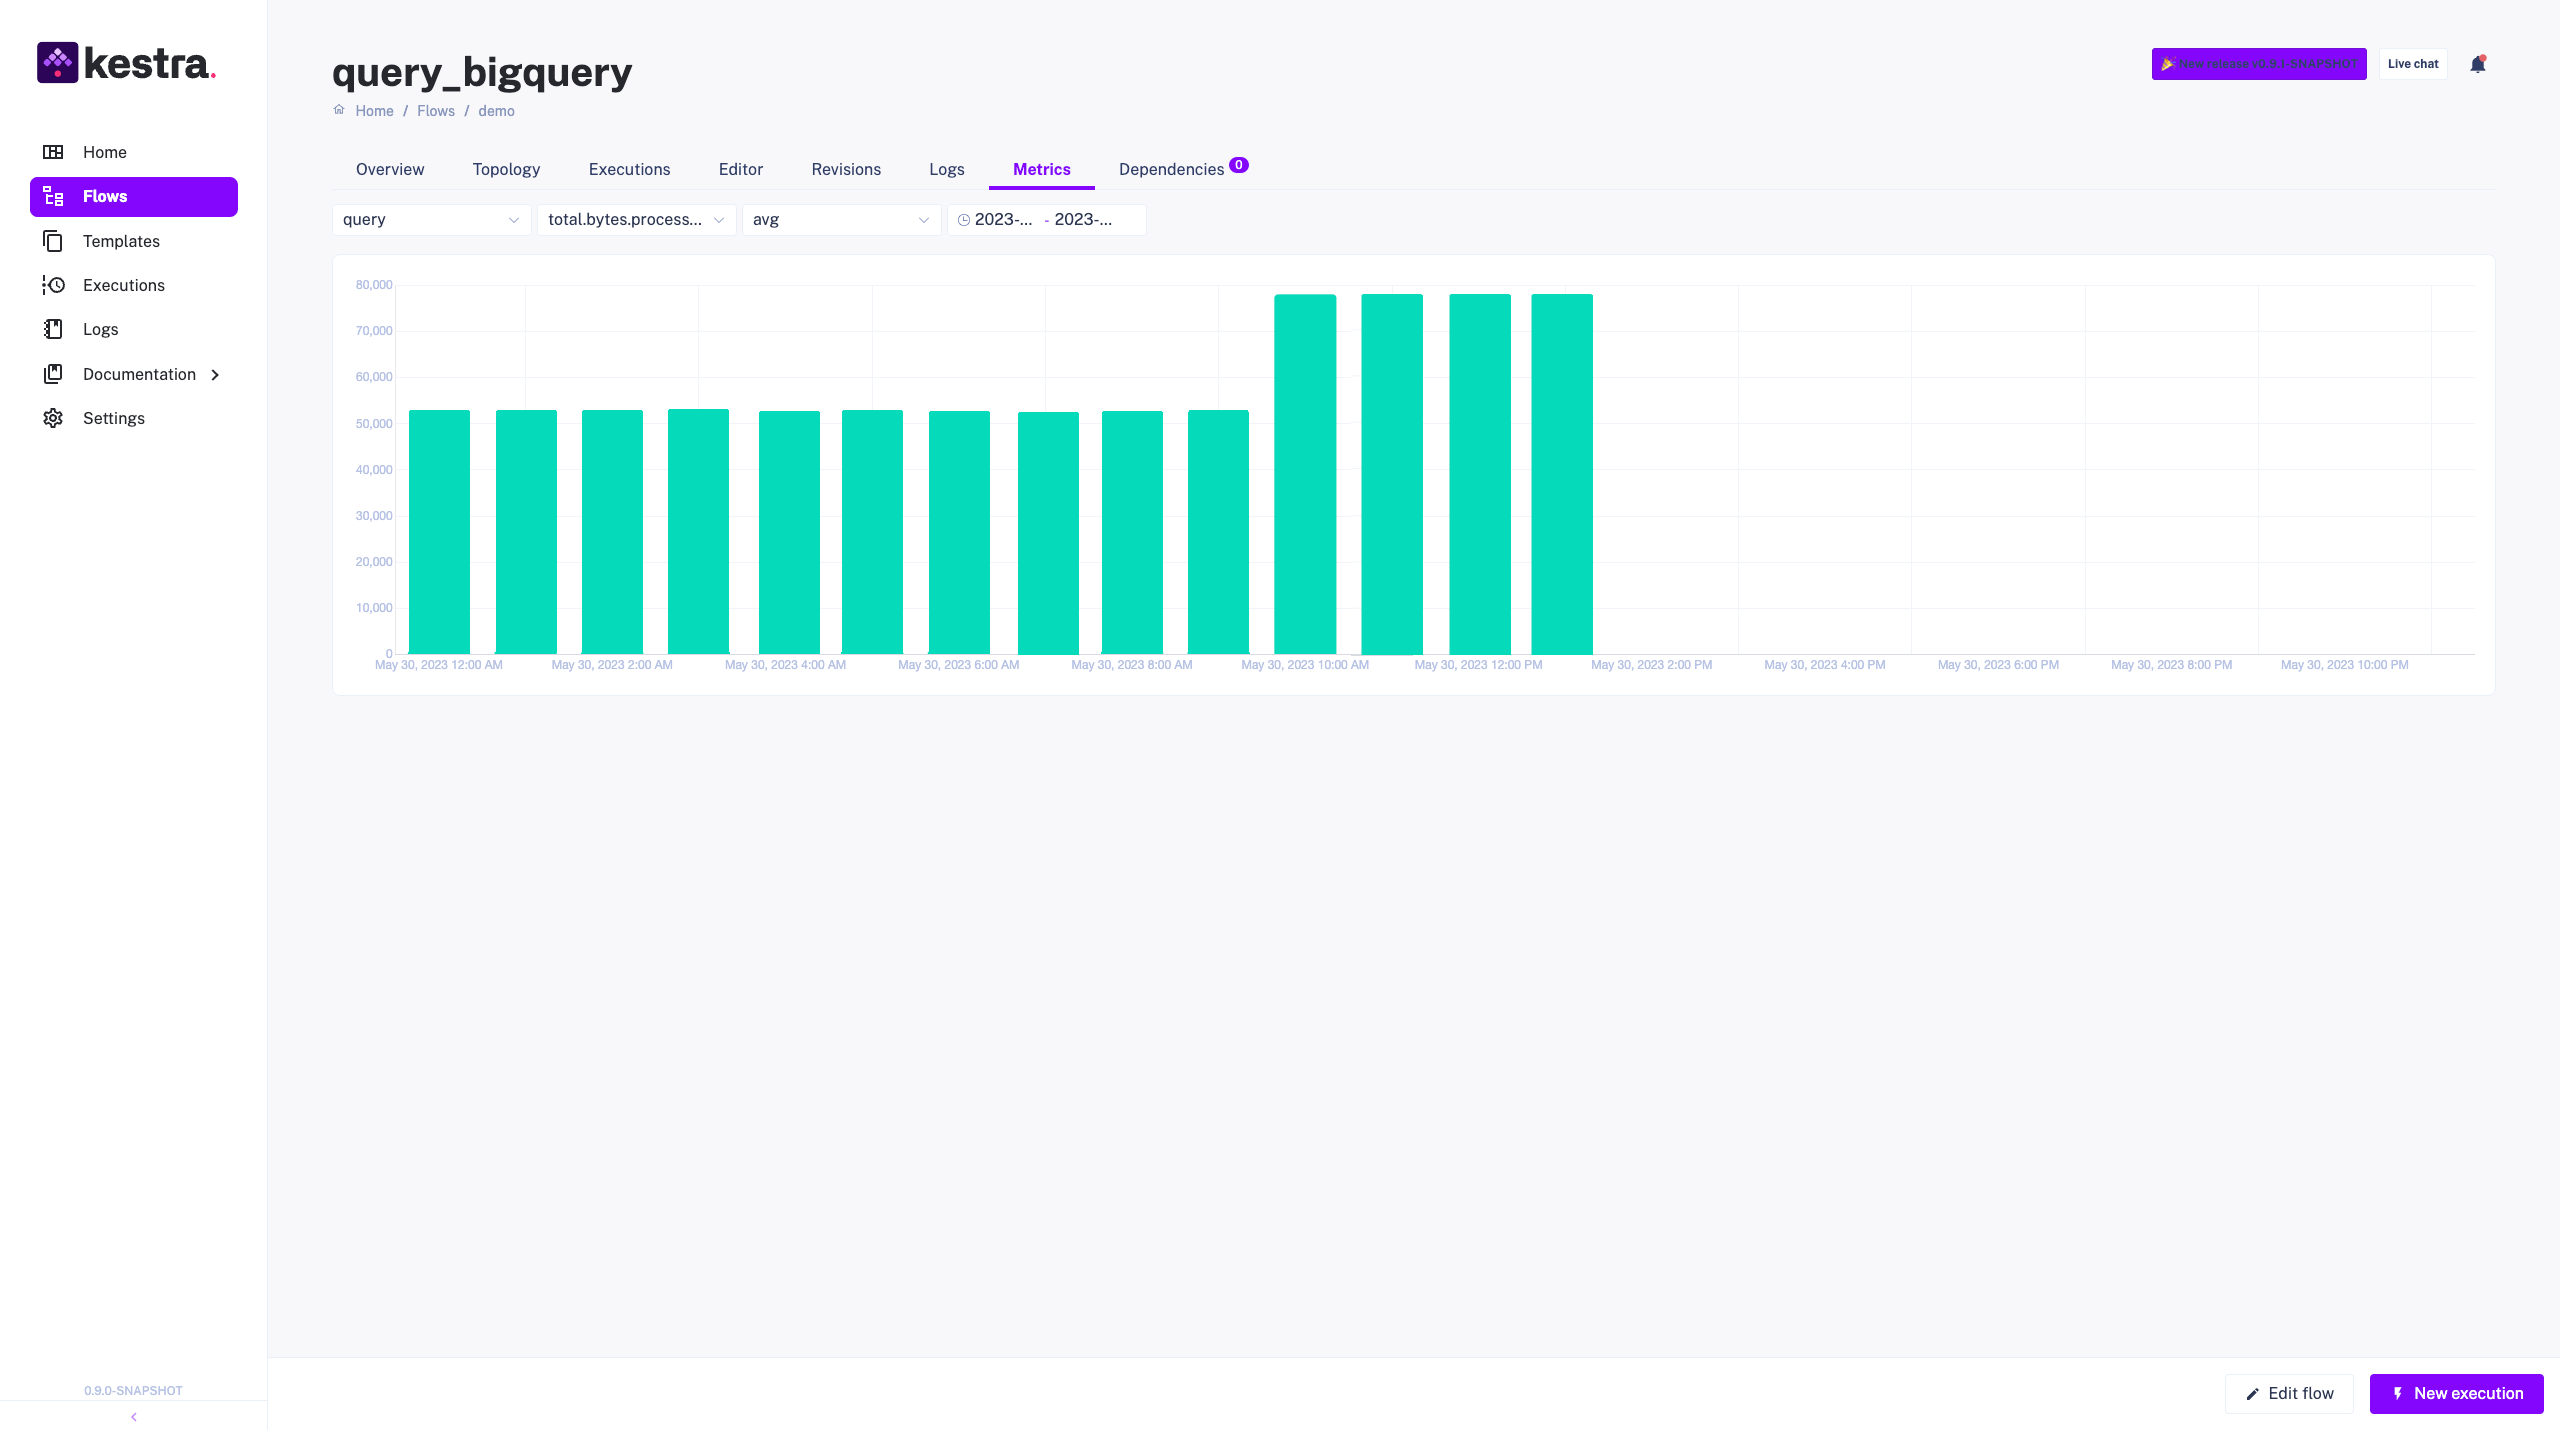 kestra.
Home
Flows
Templates
Executions
Logs
Documentation
Settings
0.9.0-SNAPSHOT
query_bigquery
Home / Flows / demo
New release v0.9.1-SNAPSHOT
Live chat
Overview
Topology
Executions
Editor
Revisions
Logs
Metrics
Dependencies 0
query
total.bytes.process...
avg
2023-... - 2023-...
80,000
70,000
60,000
50,000
40,000
30,000
20,000
10,000
0
May 30, 2023 12:00 AM
May 30, 2023 2:00 AM
May 30, 2023 4:00 AM
May 30, 2023 6:00 AM
May 30, 2023 8:00 AM
May 30, 2023 10:00 AM
May 30, 2023 12:00 PM
May 30, 2023 2:00 PM
May 30, 2023 4:00 PM
May 30, 2023 6:00 PM
May 30, 2023 8:00 PM
May 30, 2023 10:00 PM
Edit flow
New execution